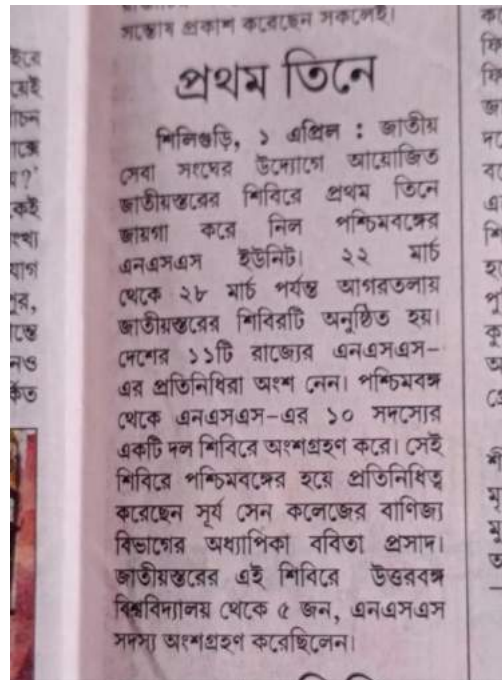 সন্তোষ প্রকাশ করেছেন সকলেই।
প্রথম তিনে
শিলিগুড়ি, ১ এপ্রিল : জাতীয়
সেবা সংঘের উদ্যোগে আয়োজিত
জাতীয়স্তরের শিবিরে প্রথম তিনে
জায়গা করে নিল পশ্চিমবঙ্গের
এনএসএস ইউনিট। ২২ মার্চ
থেকে ২৮ মার্চ পর্যন্ত আগরতলায়
জাতীয়স্তরের শিবিরটি অনুষ্ঠিত হয়।
দেশের ১১টি রাজ্যের এনএসএস-
এর প্রতিনিধিরা অংশ নেন। পশ্চিমবঙ্গ
থেকে এনএসএস-এর ১০ সদস্যের
একটি দল শিবিরে অংশগ্রহণ করে। সেই
শিবিরে পশ্চিমবঙ্গের হয়ে প্রতিনিধিত্ব
করেছেন সূর্য সেন কলেজের বাণিজ্য
বিভাগের অধ্যাপিকা ববিতা প্রসাদ।
জাতীয়স্তরের এই শিবিরে উত্তরবঙ্গ
বিশ্ববিদ্যালয় থেকে ৫ জন, এনএসএস
সদস্য অংশগ্রহণ করেছিলেন।